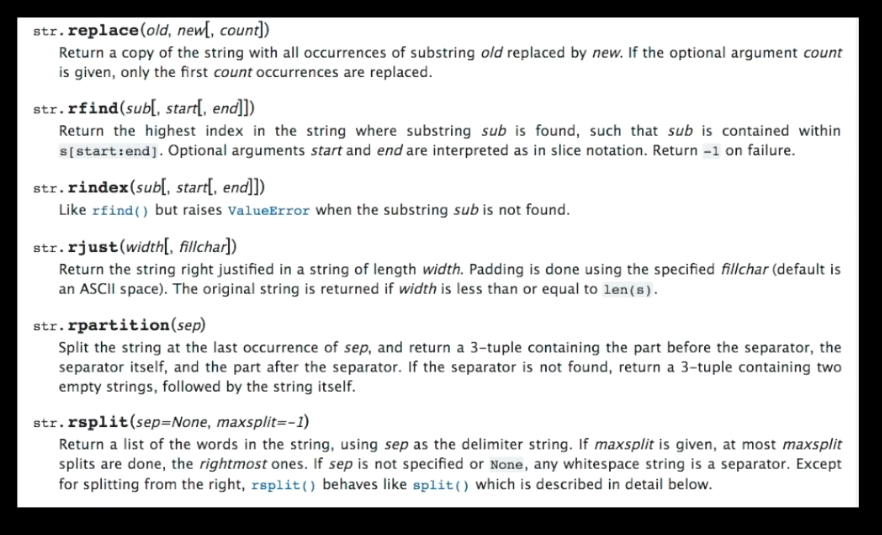 str.replace(old, new[, count])
Return a copy of the string with all occurrences of substring old replaced by new. If the optional argument count
is given, only the first count occurrences are replaced.
str.rfind(sub[, start[, end]])
Return the highest index in the string where substring sub is found, such that sub is contained within
s[start:end]. Optional arguments start and end are interpreted as in slice notation. Return -1 on failure.
str.rindex(sub[, start[, end]])
Like rfind() but raises ValueError when the substring sub is not found.
str.rjust(width[, fillchar])
Return the string right justified in a string of length width. Padding is done using the specified fillchar (default is
an ASCII space). The original string is returned if width is less than or equal to len(s).
str.rpartition(sep)
Split the string at the last occurrence of sep, and return a 3-tuple containing the part before the separator, the
separator itself, and the part after the separator. If the separator is not found, return a 3-tuple containing two
empty strings, followed by the string itself.
str.rsplit(sep=None, maxsplit=-1)
Return a list of the words in the string, using sep as the delimiter string. If maxsplit is given, at most maxsplit
splits are done, the rightmost ones. If sep is not specified or None, any whitespace string is a separator. Except
for splitting from the right, rsplit() behaves like split() which is described in detail below.